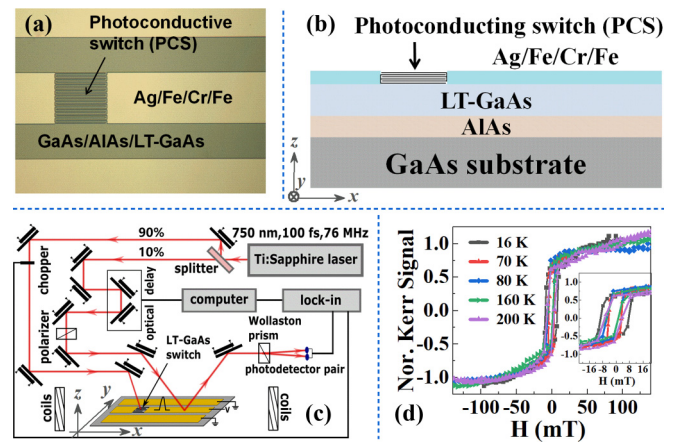 (a)
Photoconductive
switch (PCS)
Ag/Fe/Cr/Fe
GaAs/AlAs/LT-GaAs
(b)
Photoconducting switch (PCS)
Ag/Fe/Cr/Fe
LT-GaAs
AlAs
GaAs substrate
z
y
x
90%
750 nm,100 fs,76 MHz
10%
Ti:Sapphire laser
splitter
chopper
delay
optical
computer
lock-in
polarizer
LT-GaAs
switch
Wollaston
prism
photodetector pair
coils
z
y
x
coils
(c)
Nor. Kerr Signal
1.0
0.5
0.0
-0.5
-1.0
16 K
70 K
80 K
160 K
200 K
0.8
0.4
0.0
-0.4
-0.8
-16 -8 0 8 16
H (mT)
(d)
-100 -50 0 50 100
H (mT)